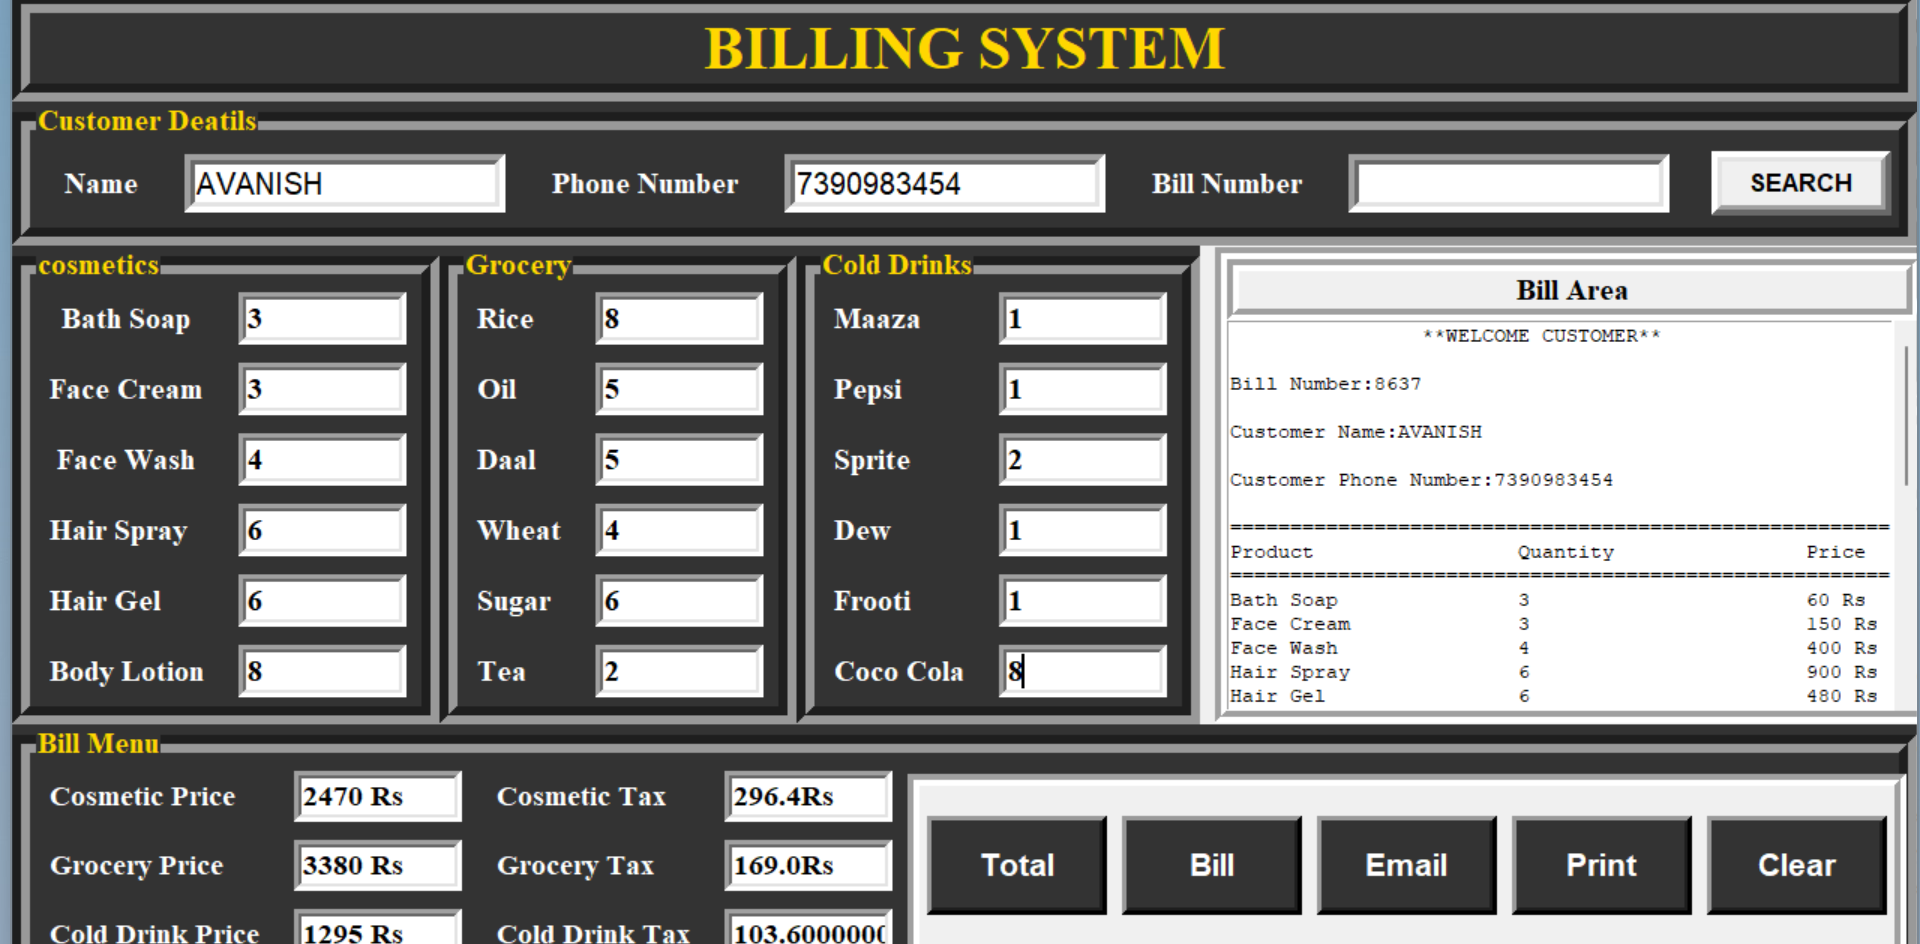 BILLING SYSTEM
Customer Deatils
Name AVANISH Phone Number 7390983454 Bill Number SEARCH
cosmetics
Bath Soap 3
Face Cream 3
Face Wash 4
Hair Spray 6
Hair Gel 6
Body Lotion 8
Grocery
Rice 8
Oil 5
Daal 5
Wheat 4
Sugar 6
Tea 2
Cold Drinks
Maaza 1
Pepsi 1
Sprite 2
Dew 1
Frooti 1
Coco Cola 8
Bill Area
**WELCOME CUSTOMER**
Bill Number:8637
Customer Name:AVANISH
Customer Phone Number:7390983454
=======================================================
Product Quantity Price
=======================================================
Bath Soap 3 60 Rs
Face Cream 3 150 Rs
Face Wash 4 400 Rs
Hair Spray 6 900 Rs
Hair Gel 6 480 Rs
Bill Menu
Cosmetic Price 2470 Rs Cosmetic Tax 296.4Rs
Grocery Price 3380 Rs Grocery Tax 169.0Rs
Cold Drink Price 1295 Rs Cold Drink Tax 103.6000000
Total Bill Email Print Clear